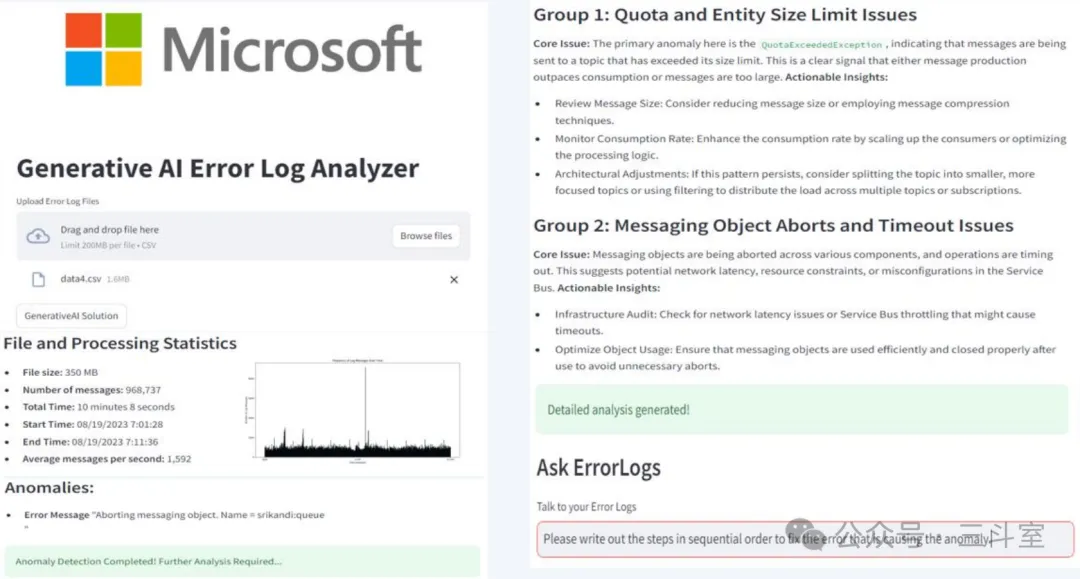 Microsoft
Generative AI Error Log Analyzer
Upload Error Log Files
Drag and drop file here
Limit 200MB per file • CSV
Browse files
data4.csv 1.6MB
GenerativeAI Solution
File and Processing Statistics
File size: 350 MB
Number of messages: 968,737
Total Time: 10 minutes 8 seconds
Start Time: 08/19/2023 7:01:28
End Time: 08/19/2023 7:11:36
Average messages per second: 1,592
Anomalies:
Error Message "Aborting messaging object. Name = srikandi:queue
"
Anomaly Detection Completed! Further Analysis Required...
Group 1: Quota and Entity Size Limit Issues
Core Issue: The primary anomaly here is the QuotaExceededException , indicating that messages are being
sent to a topic that has exceeded its size limit. This is a clear signal that either message production
outpaces consumption or messages are too large. Actionable Insights:
Review Message Size: Consider reducing message size or employing message compression
techniques.
Monitor Consumption Rate: Enhance the consumption rate by scaling up the consumers or optimizing
the processing logic.
Architectural Adjustments: If this pattern persists, consider splitting the topic into smaller, more
focused topics or using filtering to distribute the load across multiple topics or subscriptions.
Group 2: Messaging Object Aborts and Timeout Issues
Core Issue: Messaging objects are being aborted across various components, and operations are timing
out. This suggests potential network latency, resource constraints, or misconfigurations in the Service
Bus. Actionable Insights:
Infrastructure Audit: Check for network latency issues or Service Bus throttling that might cause
timeouts.
Optimize Object Usage: Ensure that messaging objects are used efficiently and closed properly after
use to avoid unnecessary aborts.
Detailed analysis generated!
Ask ErrorLogs
Talk to your Error Logs
Please write out the steps in sequential order to fix the error that is causing the anomaly.
公众号 三斗室